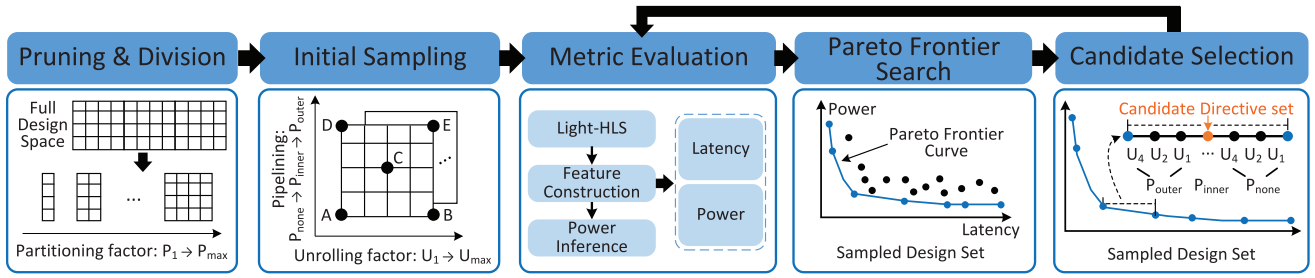 Pruning & Division
Full
Design
Space
...
Partitioning factor: P1 → Pmax
Initial Sampling
Pipelining:
Pnone → Pinner → Pouter
D
E
C
...
A
B
Unrolling factor: U1 → Umax
Metric Evaluation
Light-HLS
Feature
Construction
Power
Inference
Latency
Power
Pareto Frontier
Search
Power
Pareto Frontier
Curve
Latency
Sampled Design Set
Candidate Selection
Candidate Directive set
U4 U2 U1 ... U4 U2 U1
Pouter Pinner Pnone
Sampled Design Set